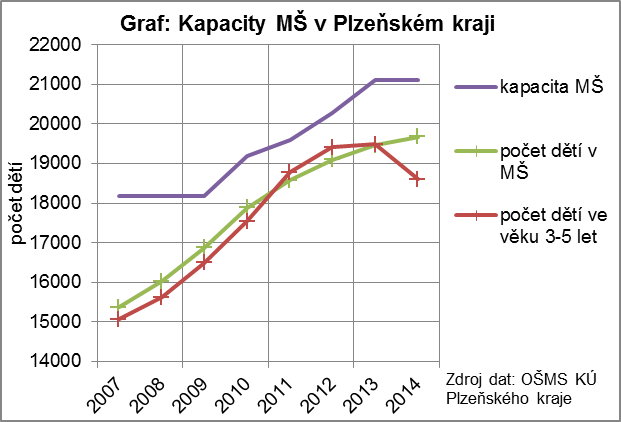 Graf: Kapacity MŠ v Plzeňském kraji
22000
21000
20000
19000
18000
17000
16000
15000
14000
počet dětí
2007
2008
2009
2010
2011
2012
2013
2014
kapacita MŠ
počet dětí v
MŠ
počet dětí ve
věku 3-5 let
Zdroj dat: OŠMS KÚ
Plzeňského kraje